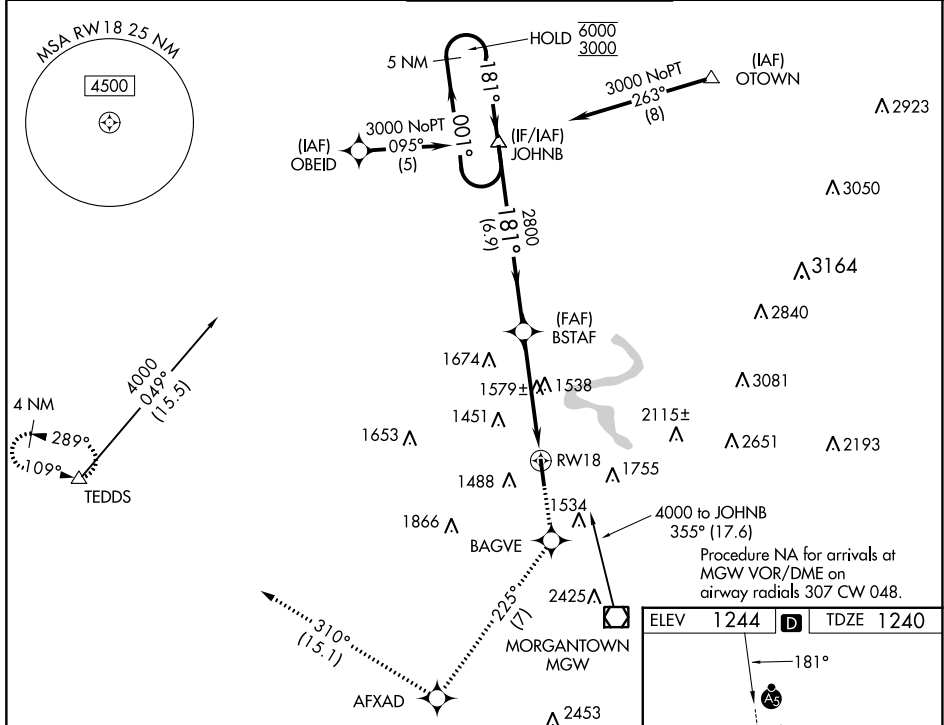 MSA RW18 25 NM
4500
HOLD 6000
3000
5 NM
181°
001°
3000 NoPT
263°
(8)
(IAF)
OTOWN
2923
(IAF)
OBEID
3000 NoPT
095°
(5)
(IF/IAF)
JOHNB
3050
2800
181°
(6.9)
3164
(FAF)
BSTAF
2840
4000
049°
(15.5)
1674
1579±
1538
3081
4 NM
289°
109°
TEDDS
1653
1451
2115±
2651
2193
RW18
1488
1755
1534
1866
BAGVE
4000 to JOHNB
355° (17.6)
Procedure NA for arrivals at
MGW VOR/DME on
airway radials 307 CW 048.
225°
(7)
2425
MORGANTOWN
MGW
310°
(15.1)
AFXAD
2453
ELEV 1244 D TDZE 1240
181°
A5